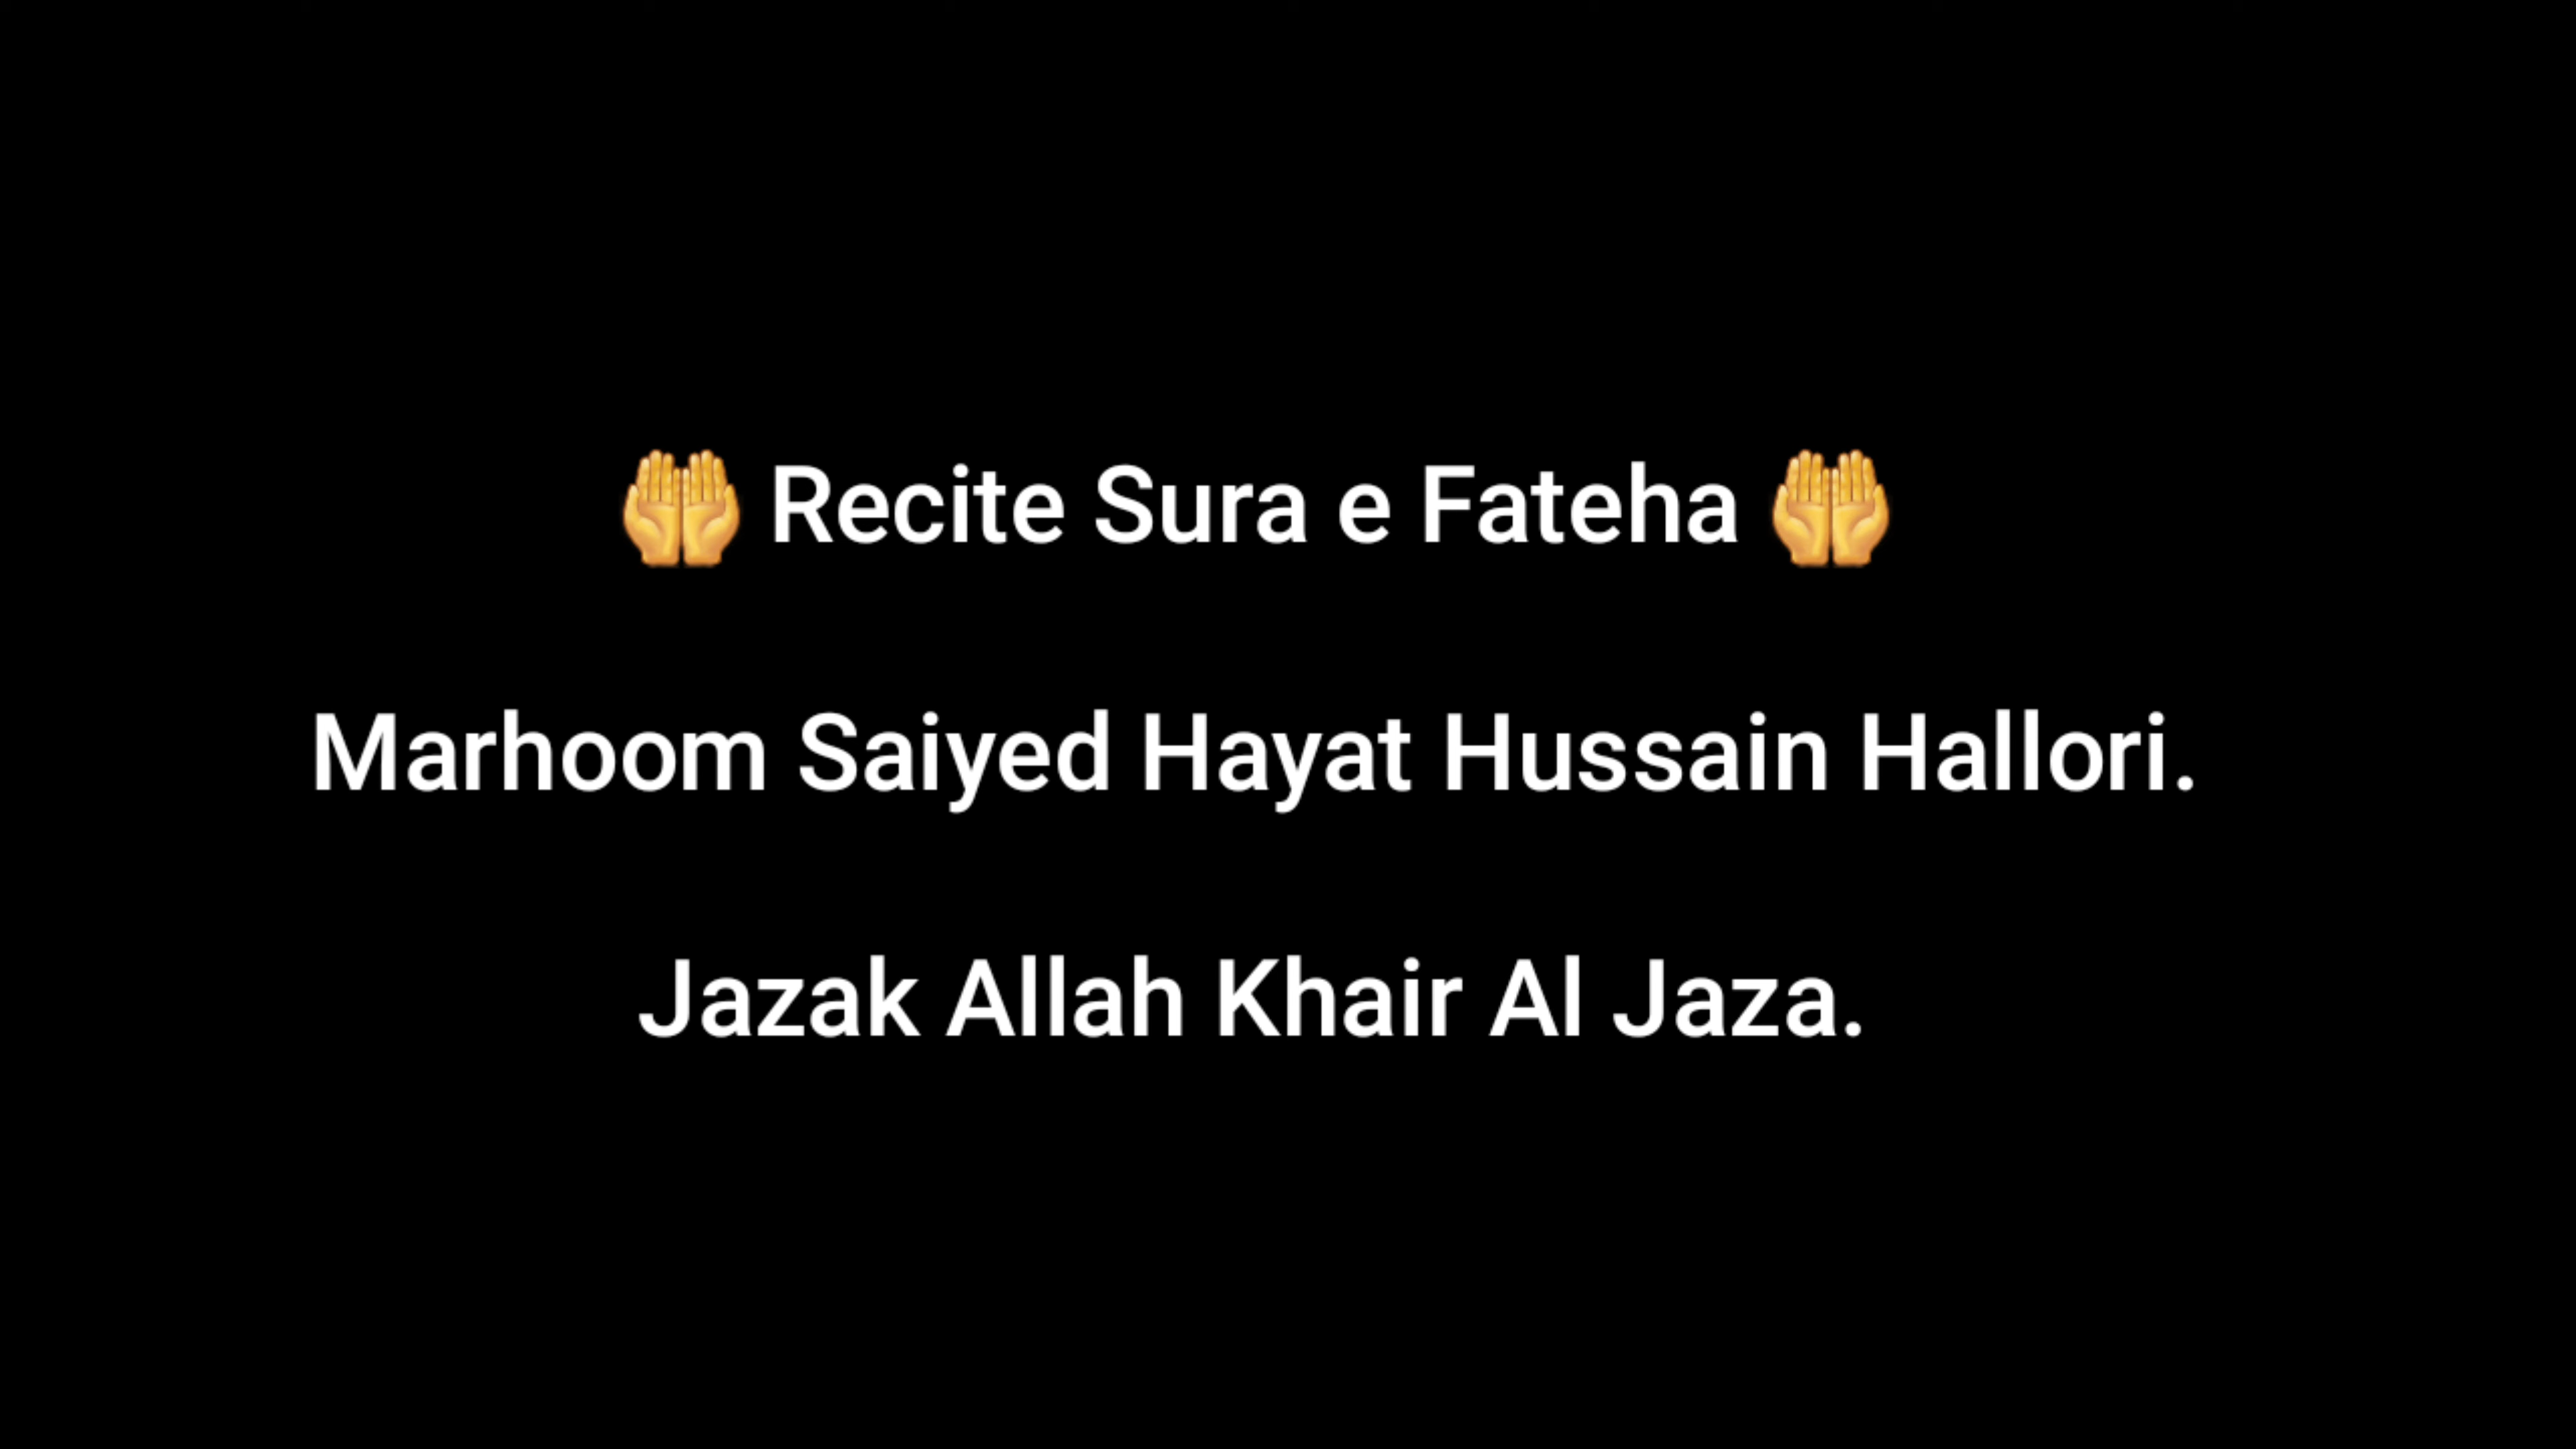 🤲 Recite Sura e Fateha 🤲
Marhoom Saiyed Hayat Hussain Hallori.
Jazak Allah Khair Al Jaza.